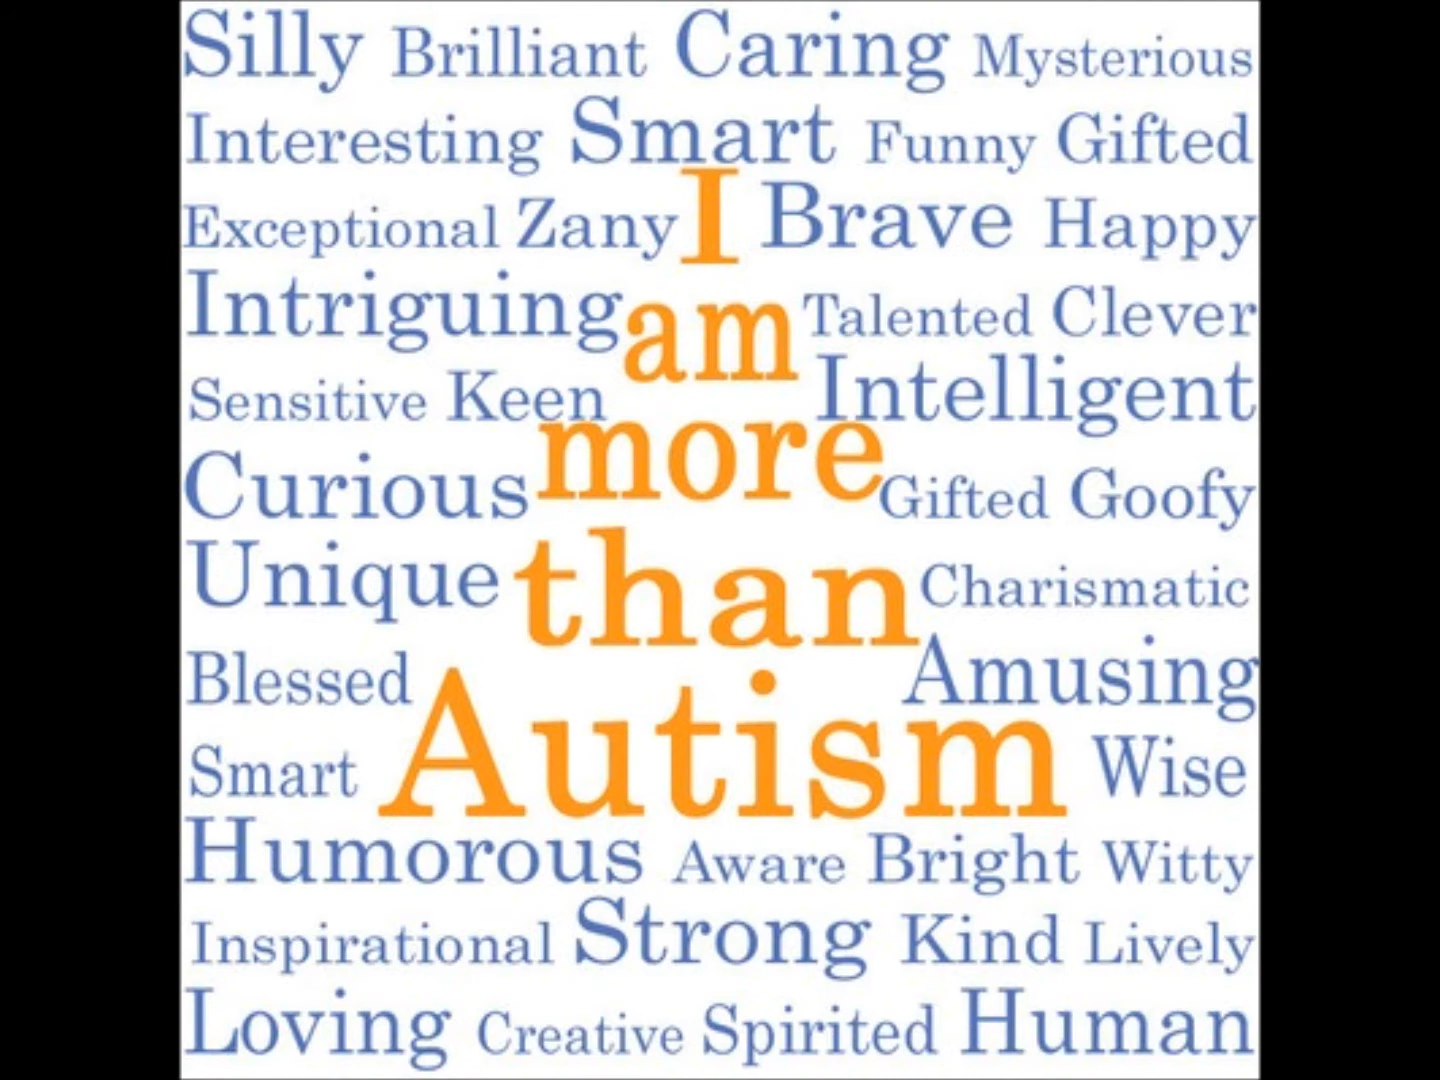 Silly Brilliant Caring Mysterious
Interesting Smart Funny Gifted
Exceptional Zany I Brave Happy
Intriguing am Talented Clever
Sensitive Keen Intelligent
more
Curious Gifted Goofy
Unique than Charismatic
Blessed Amusing
Smart Autism Wise
Humorous Aware Bright Witty
Inspirational Strong Kind Lively
Loving Creative Spirited Human